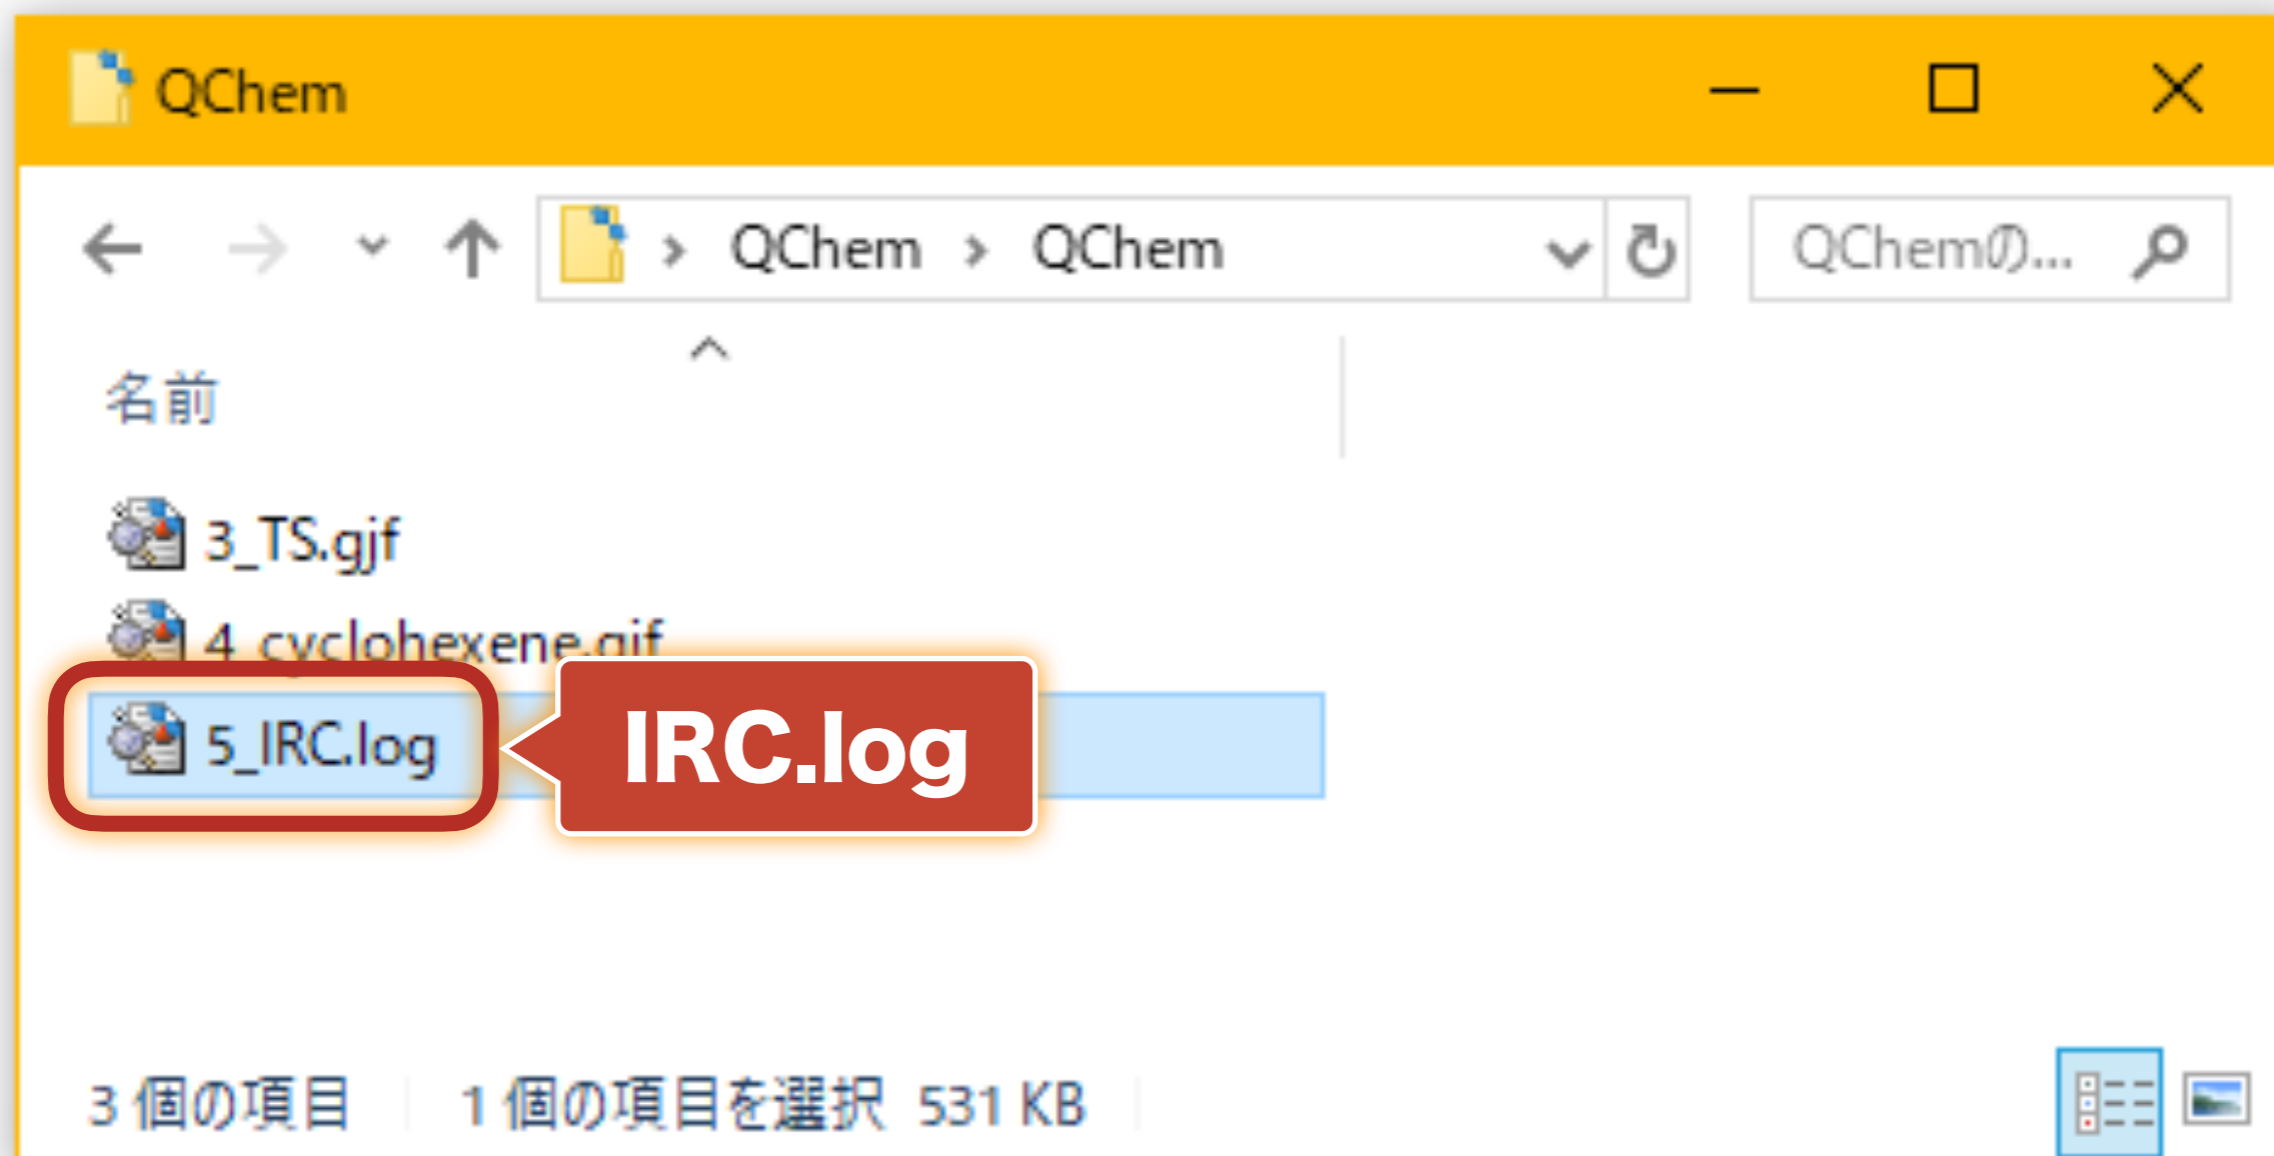 QChem
QChem > QChem
QChemの...
名前
3_TS.gjf
4_cyclohexene.gjf
5_IRC.log
IRC.log
3 個の項目 1 個の項目を選択 531 KB